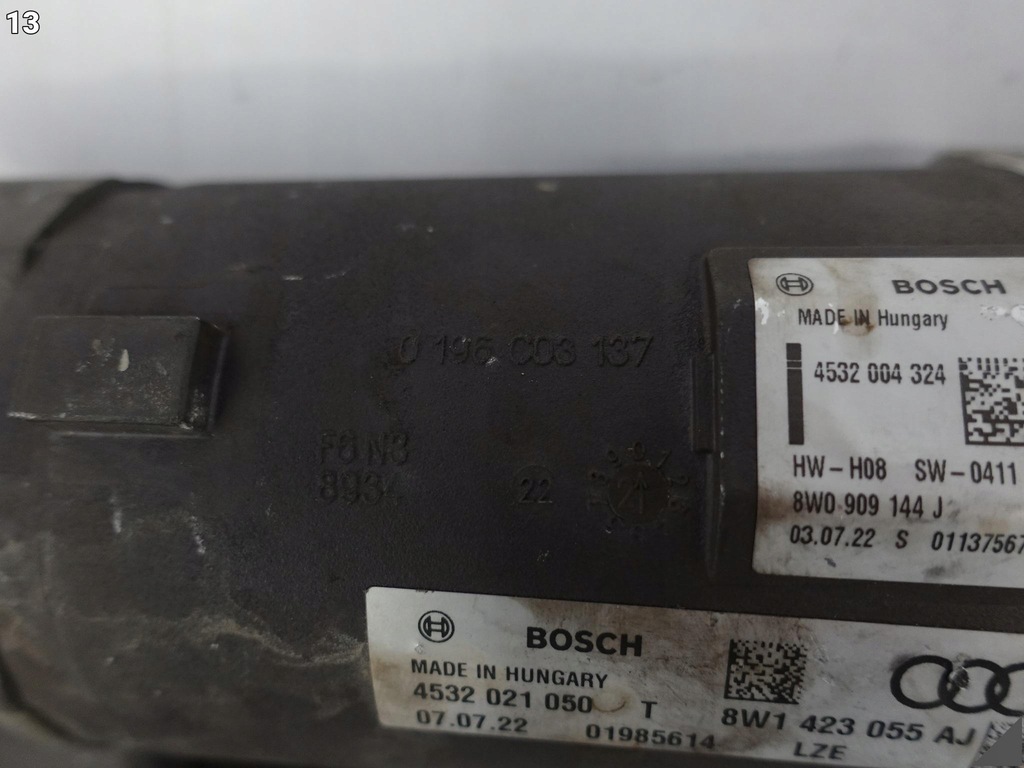 13
0 196 C03 137
F6N3
893
22
21
BOSCH
MADE IN Hungary
4532 004 324
HW-H08 SW-0411
8W0 909 144 J
03.07.22 S 01137567
BOSCH
MADE IN HUNGARY
4532 021 050 T
07.07.22 01985614
8W1 423 055 AJ
LZE